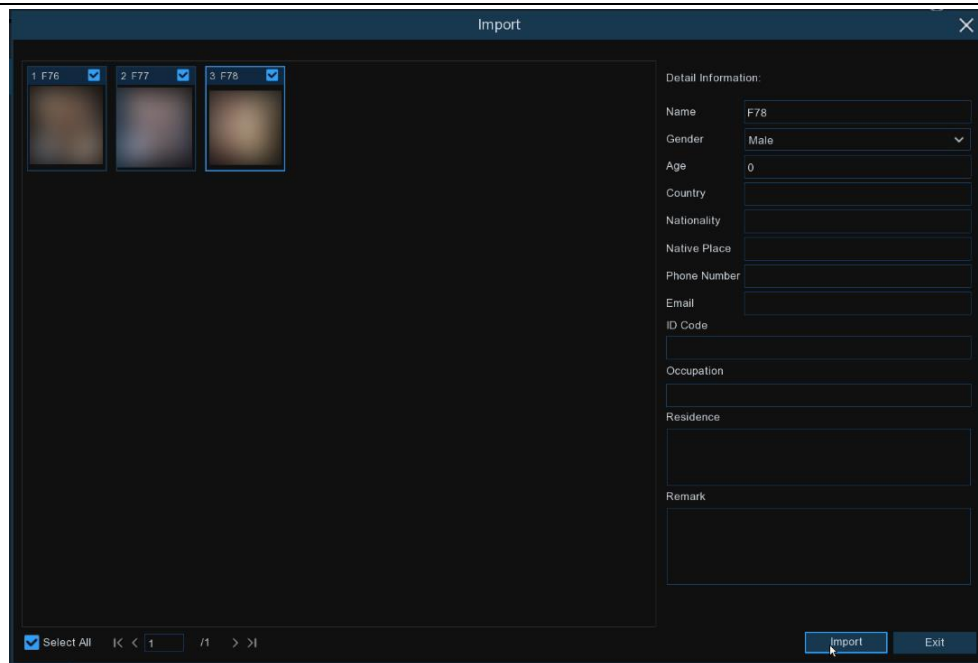 Import
1 F76
2 F77
3 F78
Detail Information:
Name
F78
Gender
Male
Age
0
Country
Nationality
Native Place
Phone Number
Email
ID Code
Occupation
Residence
Remark
Select All
1
/1
Import
Exit